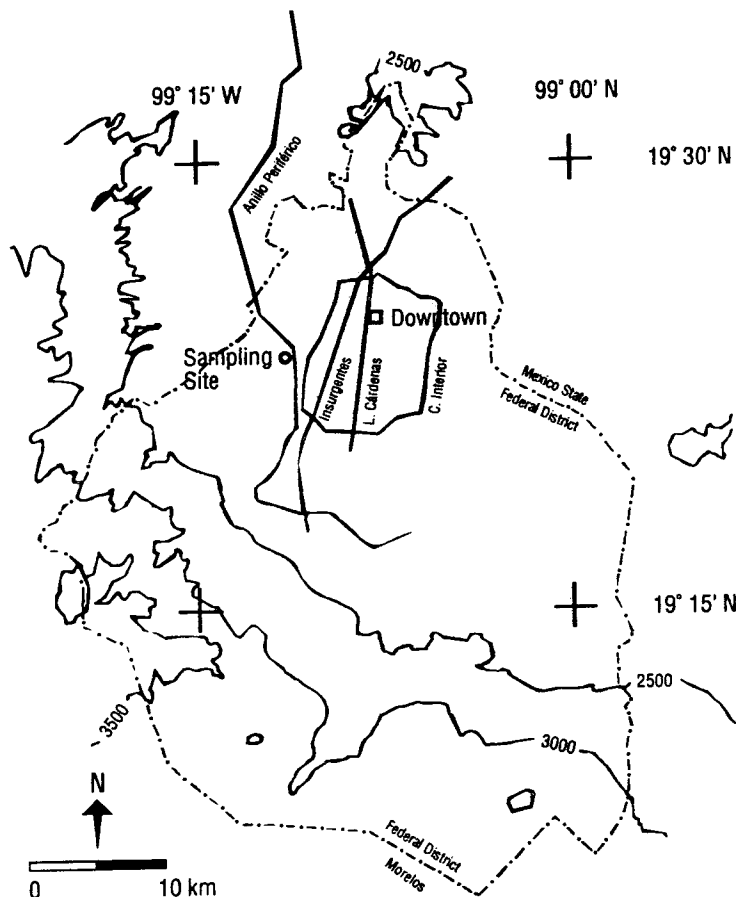 2500
99° 15' W
99° 00' N
19° 30' N
Anillo Periférico
Downtown
Sampling
Site
Insurgentes
L. Cárdenas
C. Interior
Mexico State
Federal District
19° 15' N
2500
3500
3000
N
Federal District
Morelos
0 10 km